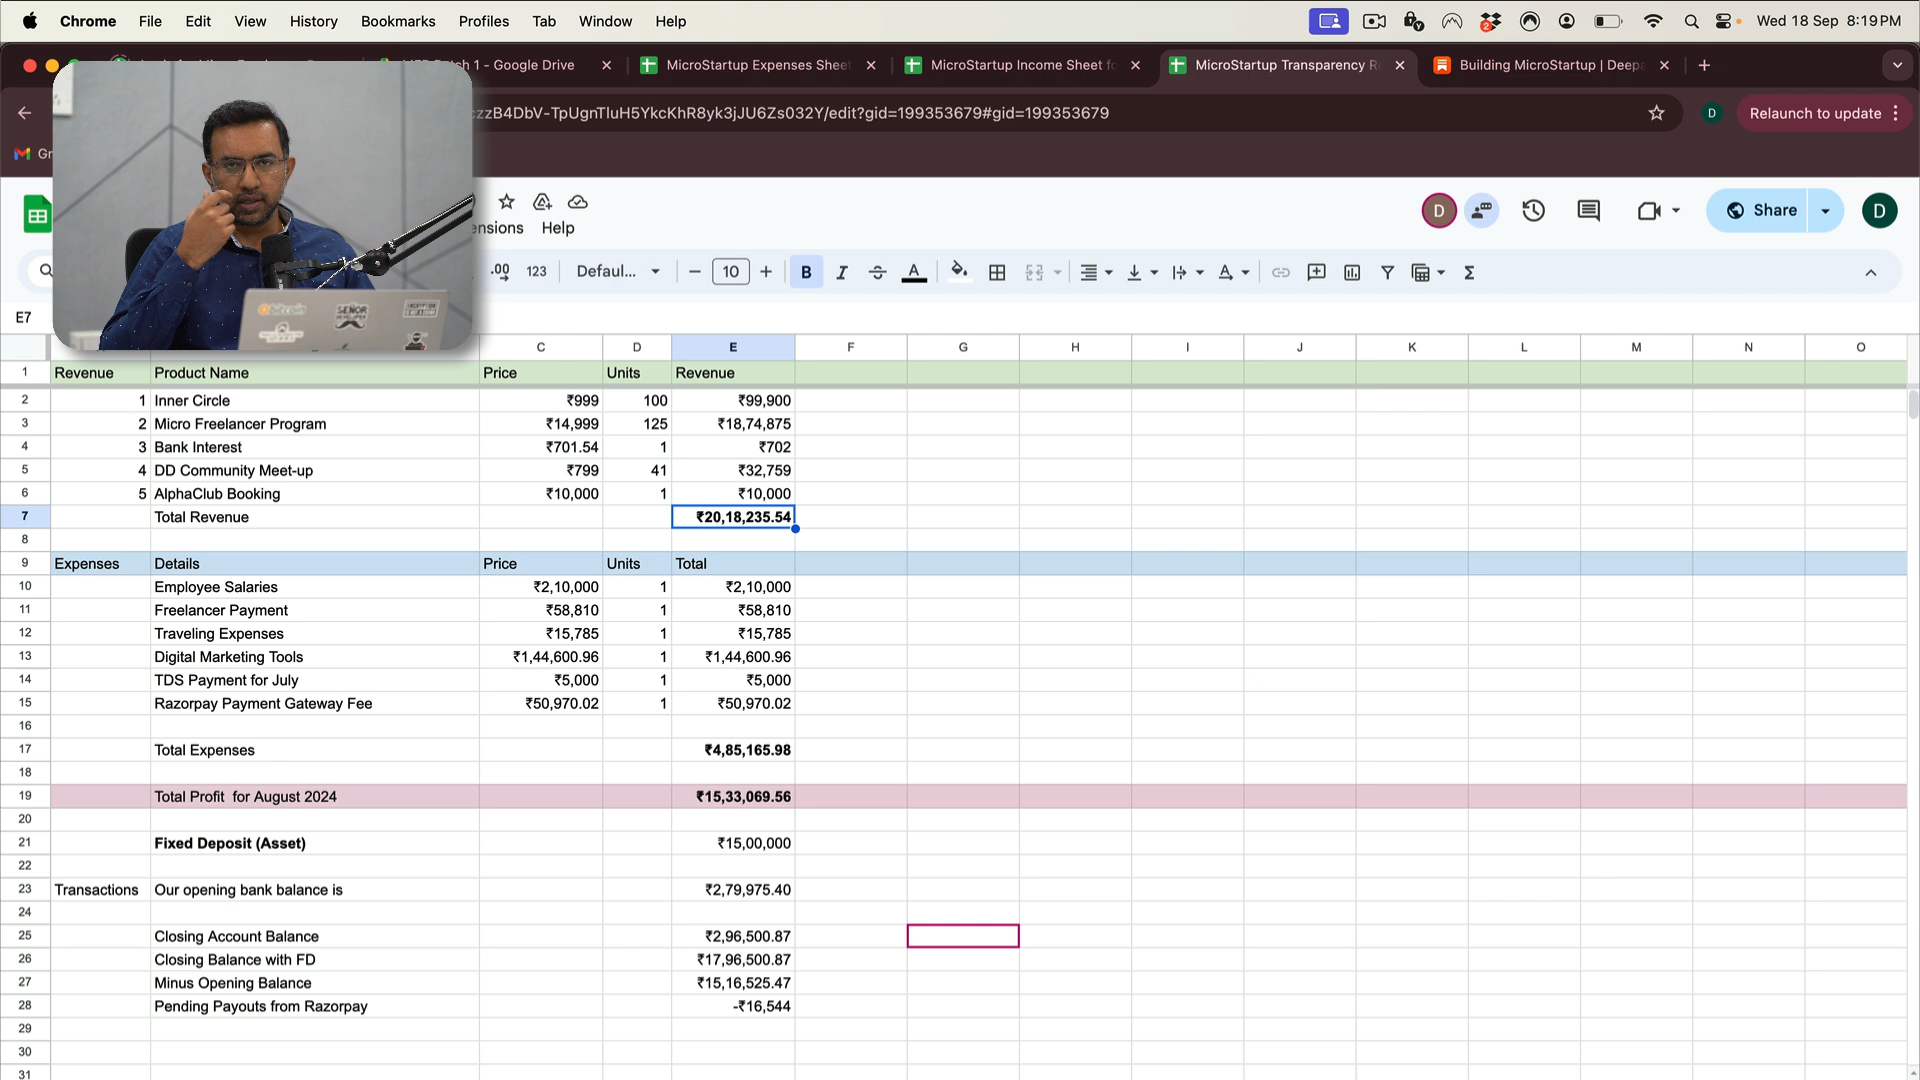 Chrome File Edit View History Bookmarks Profiles Tab Window Help
2
Wed 18 Sep 8:19 PM
1 - Google Drive
MicroStartup Expenses Sheet
MicroStartup Income Sheet fo
MicroStartup Transparency R
Building MicroStartup | Deepa
czzB4DbV-TpUgnTluH5YkcKhR8yk3jJU6Zs032Y/edit?gid=199353679#gid=199353679
D
Relaunch to update
Gr
D
Share
D
ensions Help
.00 123 Defaul... 10 B I S A A Σ
E7
bitcoin
SEÑOR
C D E F G H I J K L M N O
1 Revenue Product Name Price Units Revenue
2 1 Inner Circle ₹999 100 ₹99,900
3 2 Micro Freelancer Program ₹14,999 125 ₹18,74,875
4 3 Bank Interest ₹701.54 1 ₹702
5 4 DD Community Meet-up ₹799 41 ₹32,759
6 5 AlphaClub Booking ₹10,000 1 ₹10,000
7 Total Revenue ₹20,18,235.54
8
9 Expenses Details Price Units Total
10 Employee Salaries ₹2,10,000 1 ₹2,10,000
11 Freelancer Payment ₹58,810 1 ₹58,810
12 Traveling Expenses ₹15,785 1 ₹15,785
13 Digital Marketing Tools ₹1,44,600.96 1 ₹1,44,600.96
14 TDS Payment for July ₹5,000 1 ₹5,000
15 Razorpay Payment Gateway Fee ₹50,970.02 1 ₹50,970.02
16
17 Total Expenses ₹4,85,165.98
18
19 Total Profit for August 2024 ₹15,33,069.56
20
21 Fixed Deposit (Asset) ₹15,00,000
22
23 Transactions Our opening bank balance is ₹2,79,975.40
24
25 Closing Account Balance ₹2,96,500.87
26 Closing Balance with FD ₹17,96,500.87
27 Minus Opening Balance ₹15,16,525.47
28 Pending Payouts from Razorpay -₹16,544
29
30
31